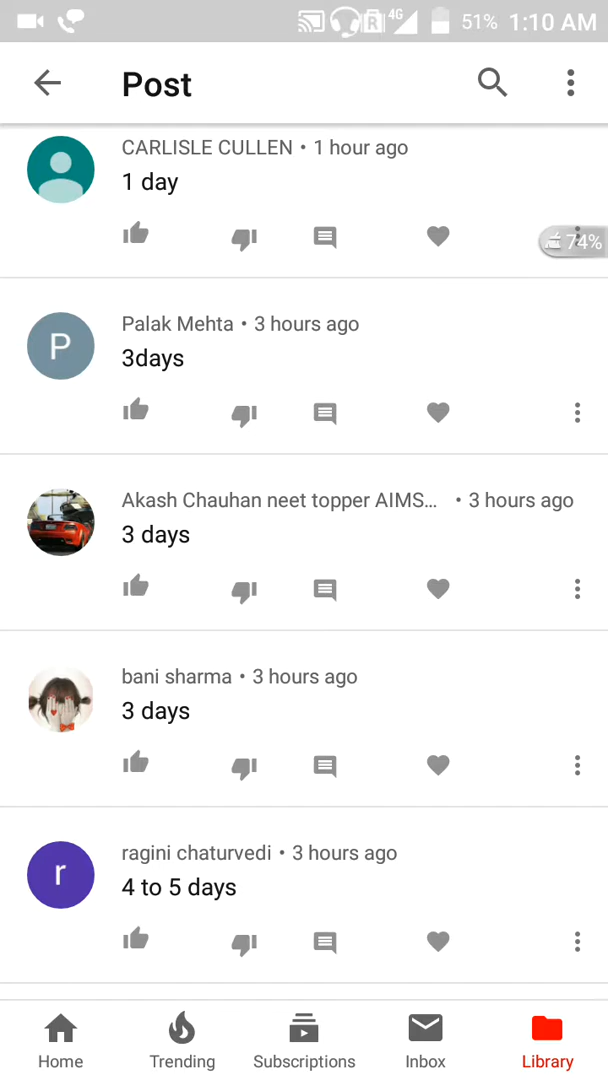 R 4G 51% 1:10 AM
Post
CARLISLE CULLEN • 1 hour ago
1 day
74%
Palak Mehta • 3 hours ago
P
3days
Akash Chauhan neet topper AIMS... • 3 hours ago
3 days
bani sharma • 3 hours ago
3 days
ragini chaturvedi • 3 hours ago
r
4 to 5 days
Home Trending Subscriptions Inbox Library